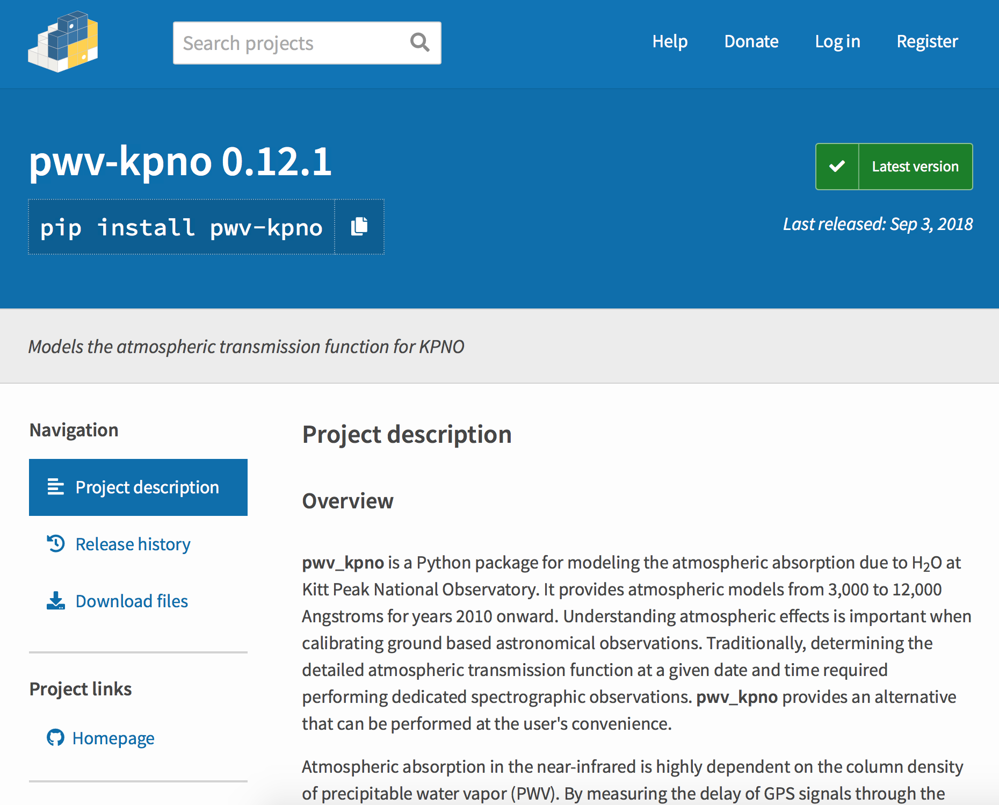 Search projects
Help Donate Log in Register
pwv-kpno 0.12.1
Latest version
pip install pwv-kpno
Last released: Sep 3, 2018
Models the atmospheric transmission function for KPNO
Navigation
Project description
Release history
Download files
Project links
Homepage
Project description
Overview
pwv_kpno is a Python package for modeling the atmospheric absorption due to H₂O at
Kitt Peak National Observatory. It provides atmospheric models from 3,000 to 12,000
Angstroms for years 2010 onward. Understanding atmospheric effects is important when
calibrating ground based astronomical observations. Traditionally, determining the
detailed atmospheric transmission function at a given date and time required
performing dedicated spectrographic observations. pwv_kpno provides an alternative
that can be performed at the user's convenience.
Atmospheric absorption in the near-infrared is highly dependent on the column density
of precipitable water vapor (PWV). By measuring the delay of GPS signals through the